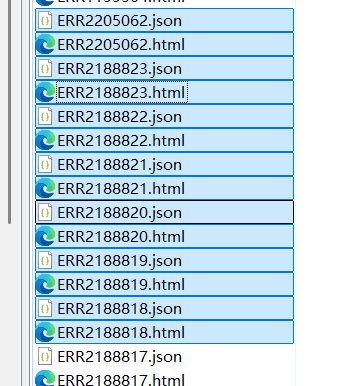 ERR2205062.json
ERR2205062.html
ERR2188823.json
ERR2188823.html
ERR2188822.json
ERR2188822.html
ERR2188821.json
ERR2188821.html
ERR2188820.json
ERR2188820.html
ERR2188819.json
ERR2188819.html
ERR2188818.json
ERR2188818.html
ERR2188817.json
ERR2188817.html